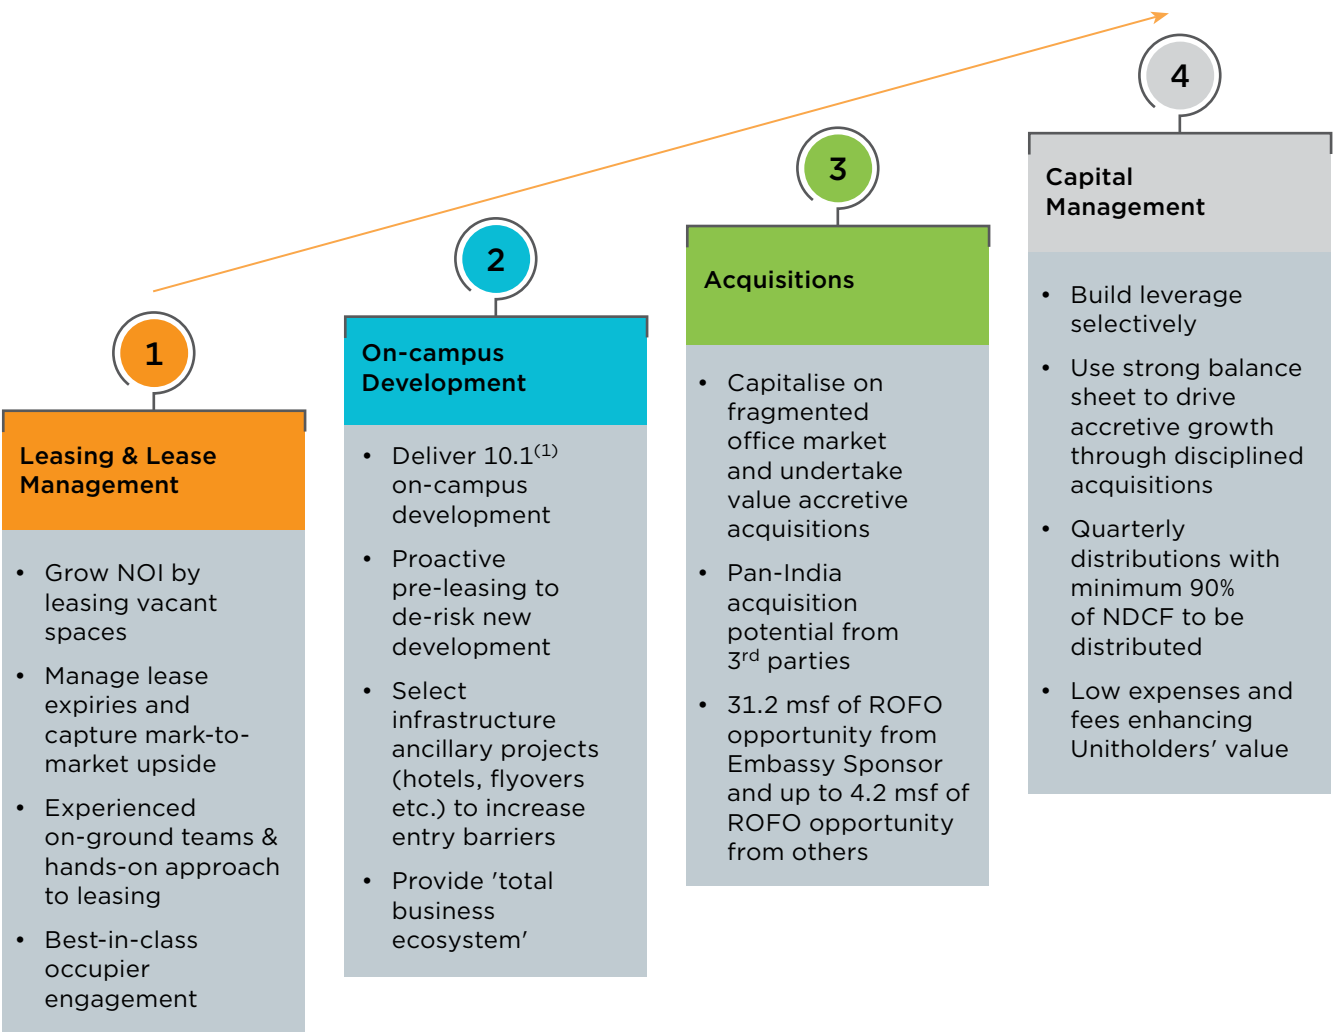 1
Leasing & Lease
Management
• Grow NOI by
leasing vacant
spaces
• Manage lease
expiries and
capture mark-to-
market upside
• Experienced
on-ground teams &
hands-on approach
to leasing
• Best-in-class
occupier
engagement
2
On-campus
Development
• Deliver 10.1(1)
on-campus
development
• Proactive
pre-leasing to
de-risk new
development
• Select
infrastructure
ancillary projects
(hotels, flyovers
etc.) to increase
entry barriers
• Provide 'total
business
ecosystem'
3
Acquisitions
• Capitalise on
fragmented
office market
and undertake
value accretive
acquisitions
• Pan-India
acquisition
potential from
3rd parties
• 31.2 msf of ROFO
opportunity from
Embassy Sponsor
and up to 4.2 msf of
ROFO opportunity
from others
4
Capital
Management
• Build leverage
selectively
• Use strong balance
sheet to drive
accretive growth
through disciplined
acquisitions
• Quarterly
distributions with
minimum 90%
of NDCF to be
distributed
• Low expenses and
fees enhancing
Unitholders' value